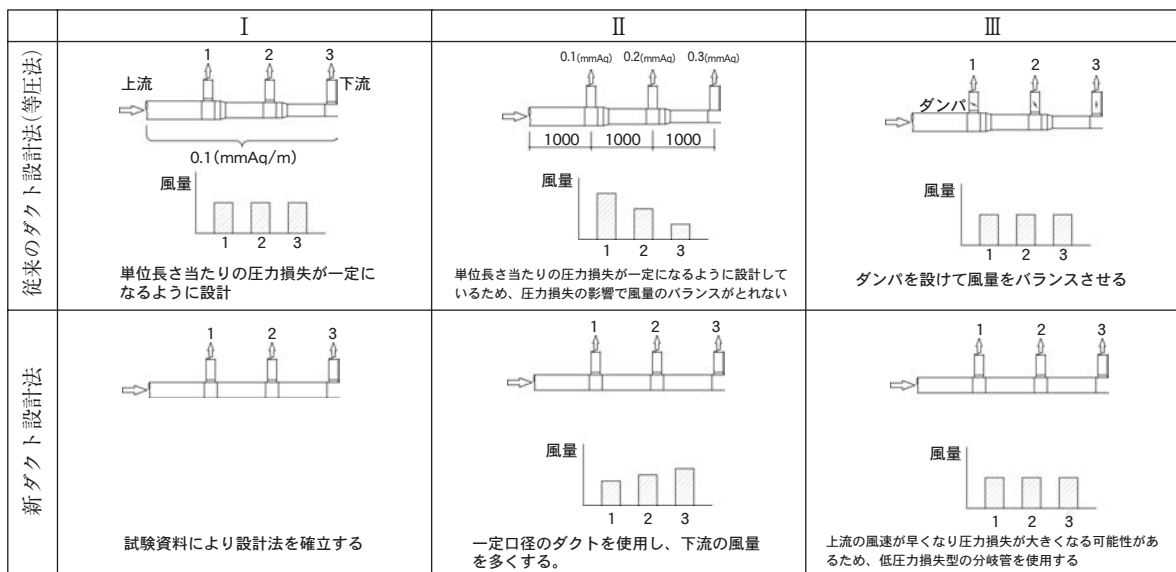 Ⅰ
Ⅱ
Ⅲ
従来のダクト設計法(等圧法)
1 2 3
上流
下流
0.1(mmAq/m)
風量
1 2 3
単位長さ当たりの圧力損失が一定に
なるように設計
0.1(mmAq) 0.2(mmAq) 0.3(mmAq)
1000 1000 1000
風量
1 2 3
単位長さ当たりの圧力損失が一定になるように設計して
いるため、圧力損失の影響で風量のバランスがとれない
1 2 3
ダンパ
風量
1 2 3
ダンパを設けて風量をバランスさせる
新ダクト設計法
1 2 3
試験資料により設計法を確立する
1 2 3
風量
1 2 3
一定口径のダクトを使用し、下流の風量
を多くする。
1 2 3
風量
1 2 3
上流の風速が早くなり圧力損失が大きくなる可能性があ
るため、低圧力損失型の分岐管を使用する